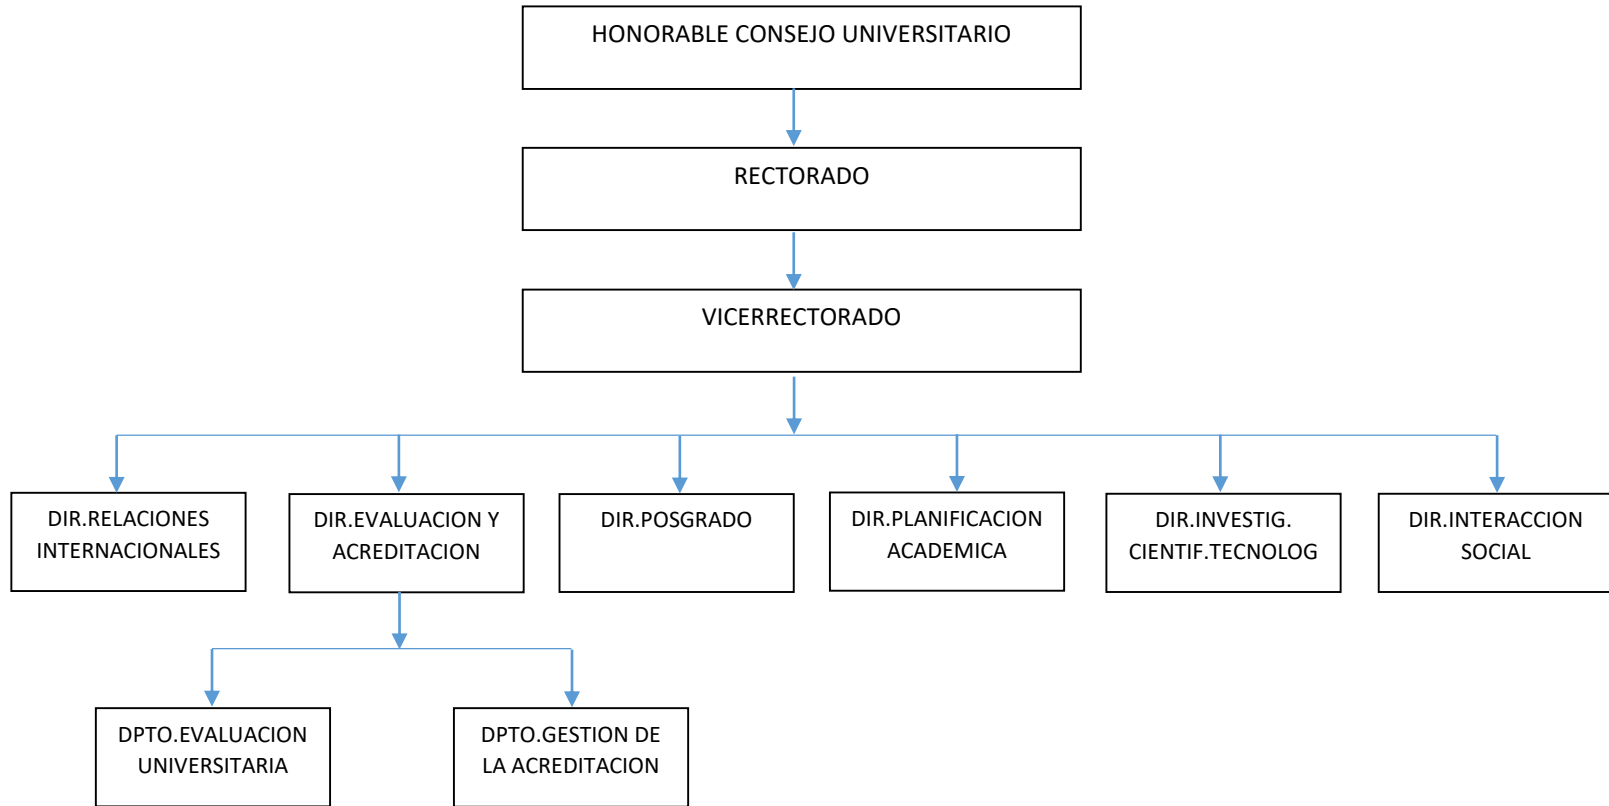 HONORABLE CONSEJO UNIVERSITARIO
RECTORADO
VICERRECTORADO
DIR.RELACIONES
INTERNACIONALES
DIR.EVALUACION Y
ACREDITACION
DIR.POSGRADO
DIR.PLANIFICACION
ACADEMICA
DIR.INVESTIG.
CIENTIF.TECNOLOG
DIR.INTERACCION
SOCIAL
DPTO.EVALUACION
UNIVERSITARIA
DPTO.GESTION DE
LA ACREDITACION